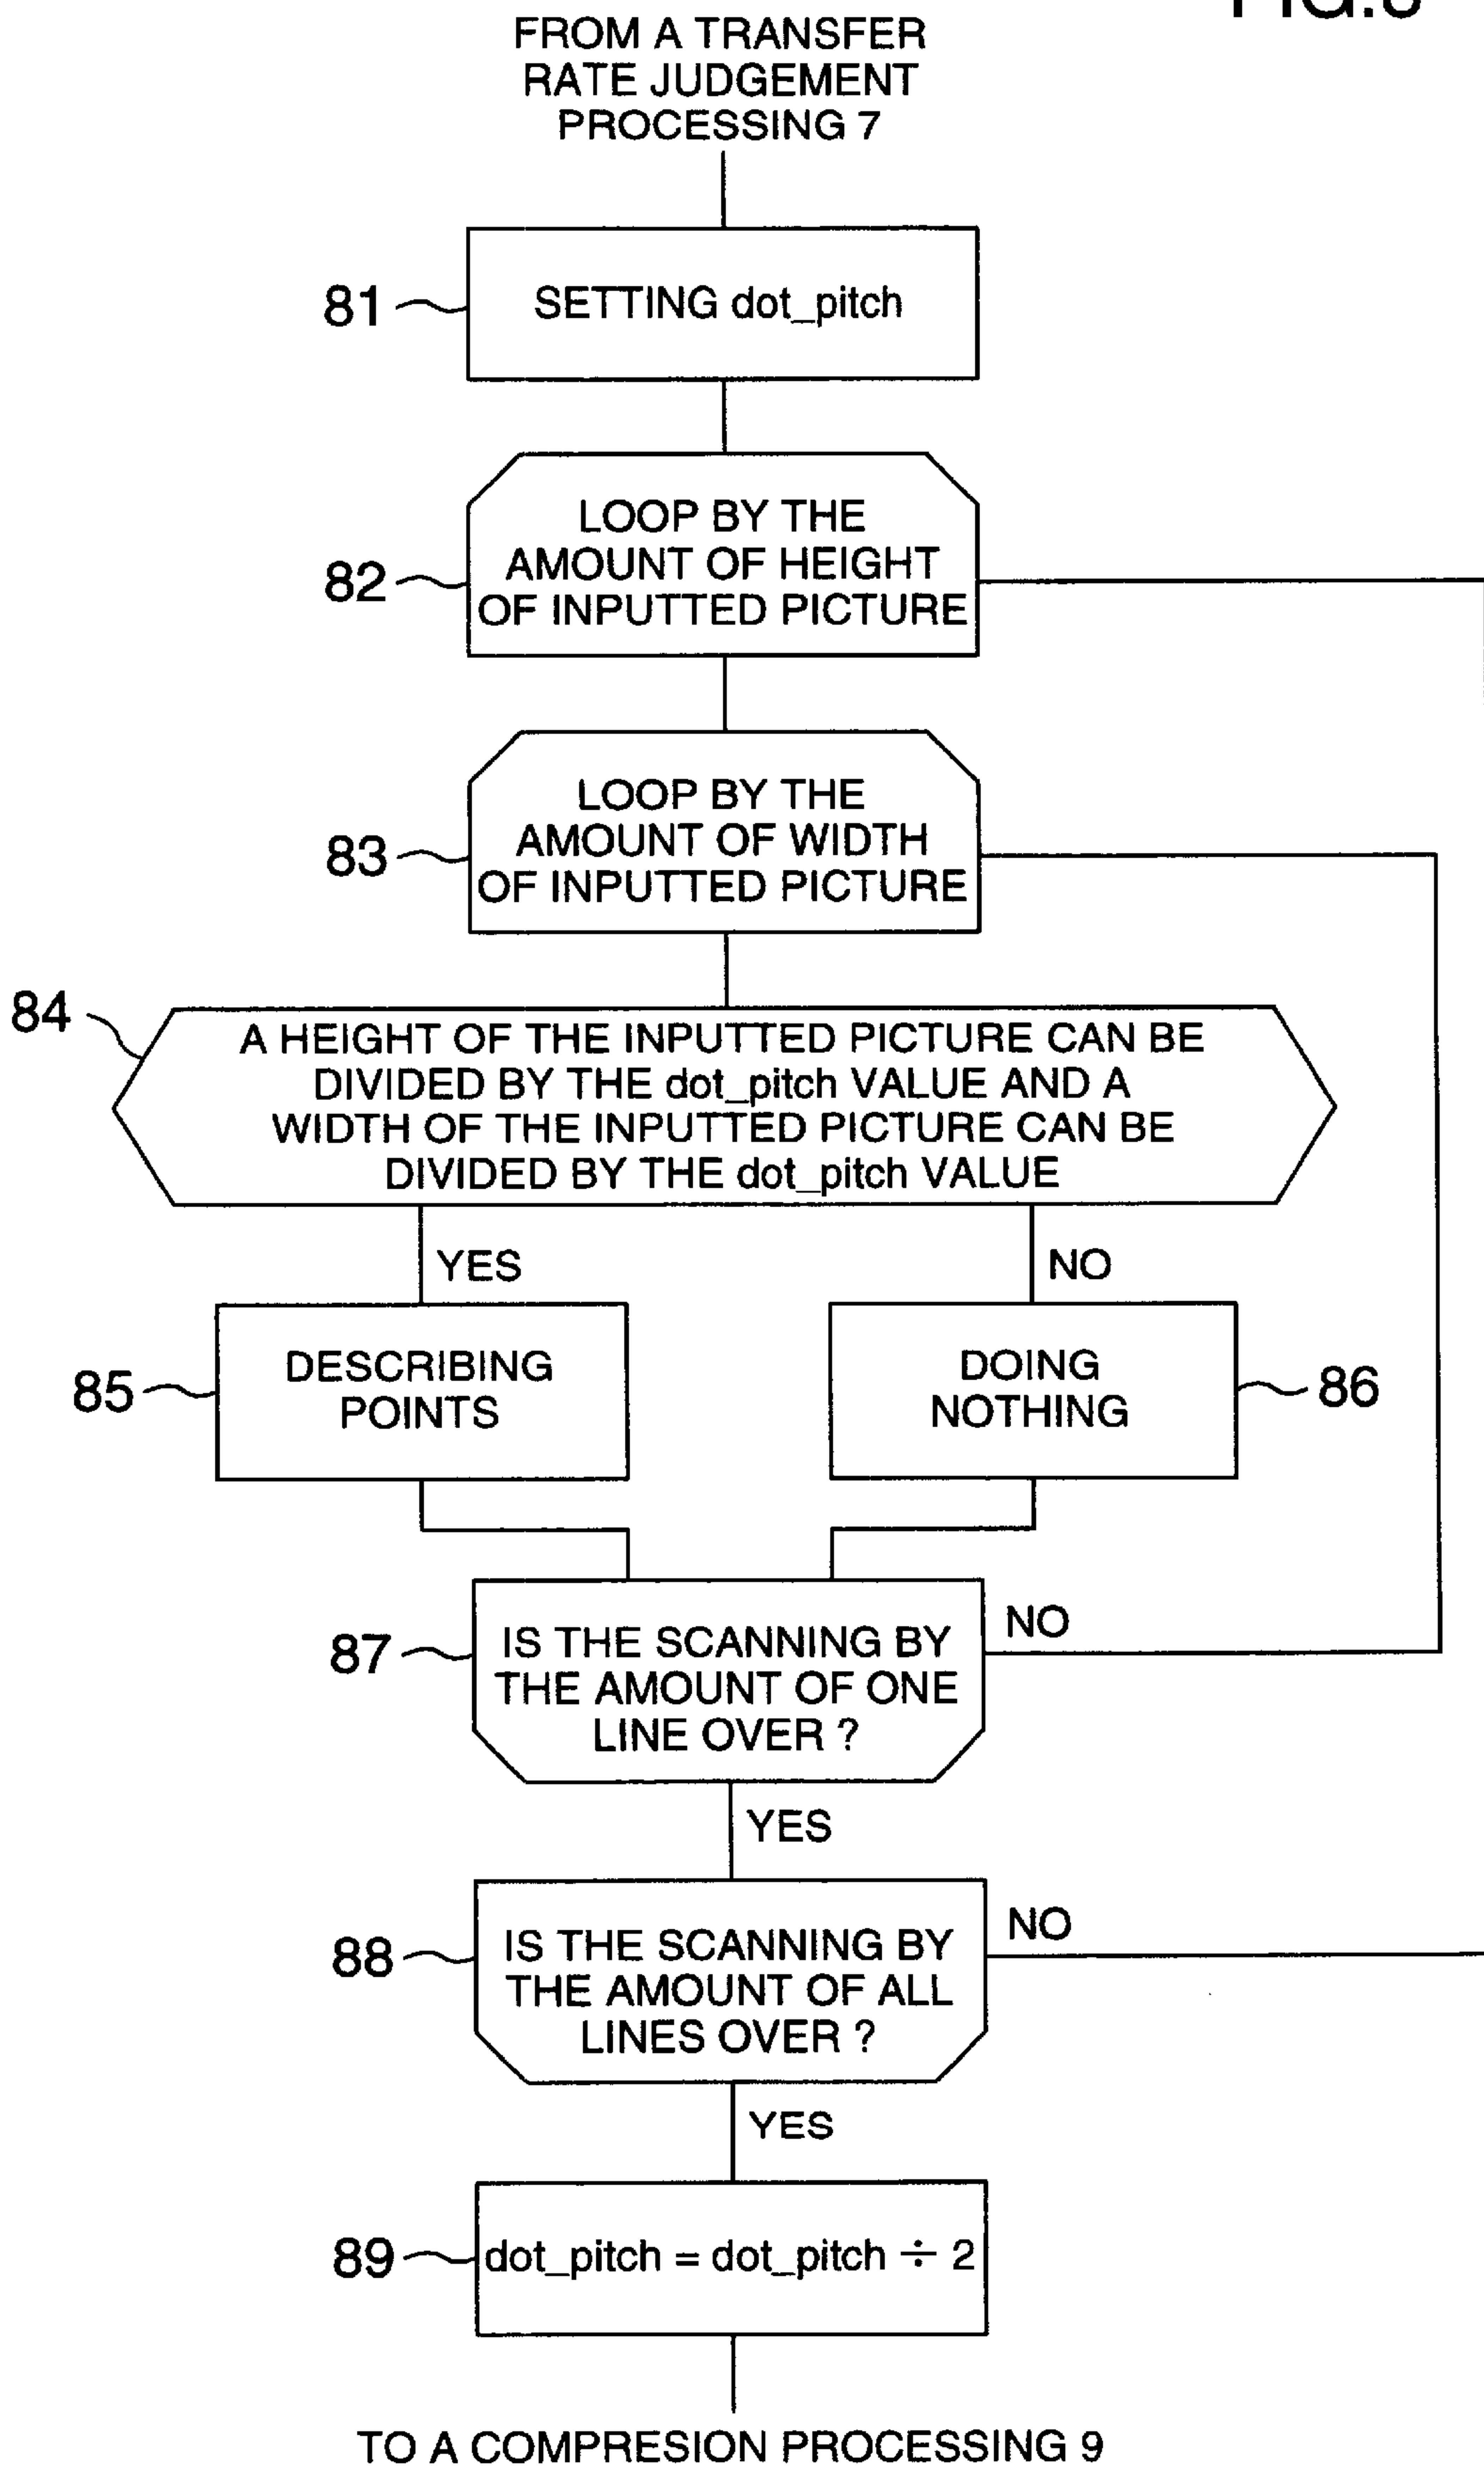 FROM A TRANSFER
RATE JUDGEMENT
PROCESSING 7
81
SETTING dot_pitch
82
LOOP BY THE
AMOUNT OF HEIGHT
OF INPUTTED PICTURE
83
LOOP BY THE
AMOUNT OF WIDTH
OF INPUTTED PICTURE
84
A HEIGHT OF THE INPUTTED PICTURE CAN BE
DIVIDED BY THE dot_pitch VALUE AND A
WIDTH OF THE INPUTTED PICTURE CAN BE
DIVIDED BY THE dot_pitch VALUE
YES
NO
85
DESCRIBING
POINTS
DOING
NOTHING
86
87
IS THE SCANNING BY
THE AMOUNT OF ONE
LINE OVER ?
NO
YES
88
IS THE SCANNING BY
THE AMOUNT OF ALL
LINES OVER ?
NO
YES
89
dot_pitch = dot_pitch ÷ 2
TO A COMPRESION PROCESSING 9